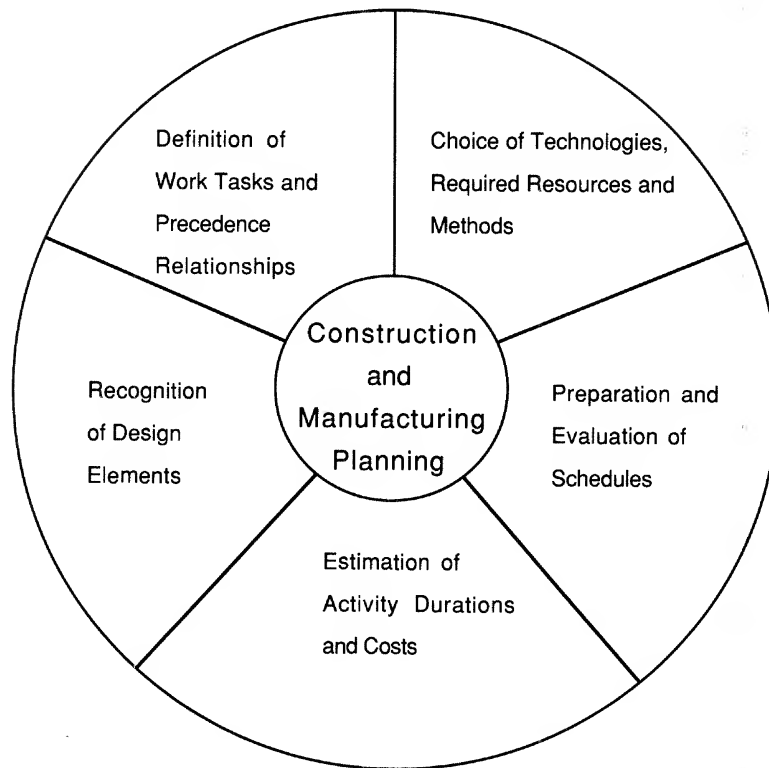 Definition of
Work Tasks and
Precedence
Relationships
Choice of Technologies,
Required Resources and
Methods
Construction
and
Manufacturing
Planning
Recognition
of Design
Elements
Preparation and
Evaluation of
Schedules
Estimation of
Activity Durations
and Costs